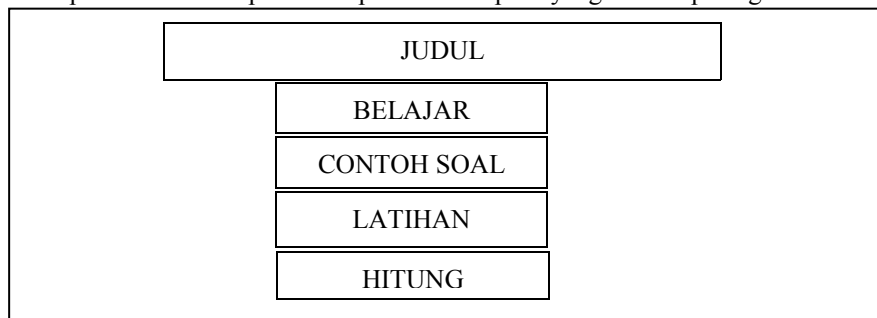 JUDUL
BELAJAR
CONTOH SOAL
LATIHAN
HITUNG